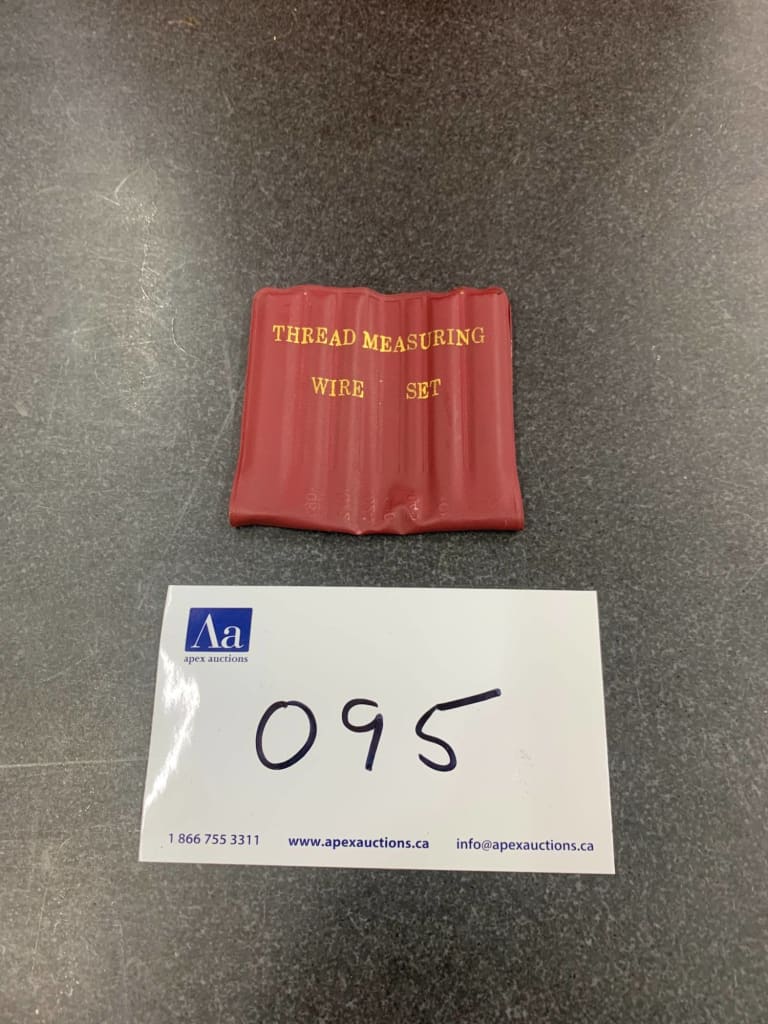 THREAD MEASURING
WIRE SET
Aa
apex auctions
095
1 866 755 3311 www.apexauctions.ca info@apexauctions.ca